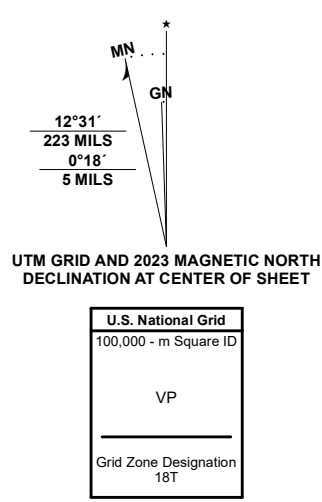 MN
GN
12°31´
223 MILS
0°18´
5 MILS
UTM GRID AND 2023 MAGNETIC NORTH
DECLINATION AT CENTER OF SHEET
U.S. National Grid
100,000 - m Square ID
VP
Grid Zone Designation
18T